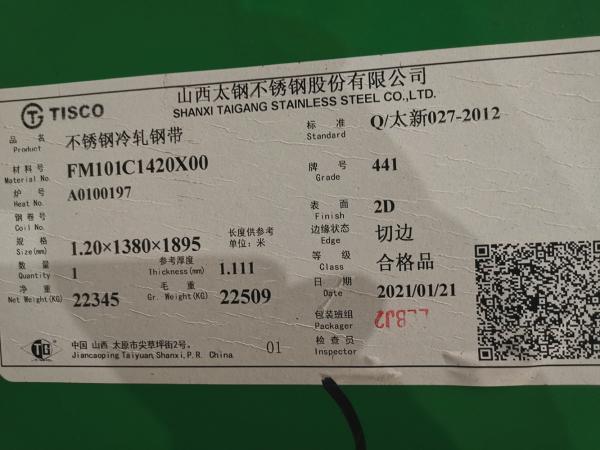 山西太钢不锈钢股份有限公司
TISCO
SHANXI TAIGANG STAINLESS STEEL CO.,LTD.
品名 Product 不锈钢冷轧钢带
标准 Standard Q/太新027-2012
材料号 Material No. FM101C1420X00
牌号 Grade 441
炉号 Heat No. A0100197
钢卷号 Coil No.
表面 Finish 2D
规格 Size(mm) 1.20×1380×1895
长度供参考 单位:米
边缘状态 Edge 切边
数量 Quantity 1
参考厚度 Thickness(mm) 1.111
等级 Class 合格品
净重 Net Weight(KG) 22345
毛重 Gr. Weight(KG) 22509
日期 Date 2021/01/21
包装班组 Packager
检查员 Inspector
中国 山西 太原市尖草坪街2号。 01
Jiancaoping Taiyuan, Shanxi, P.R. China